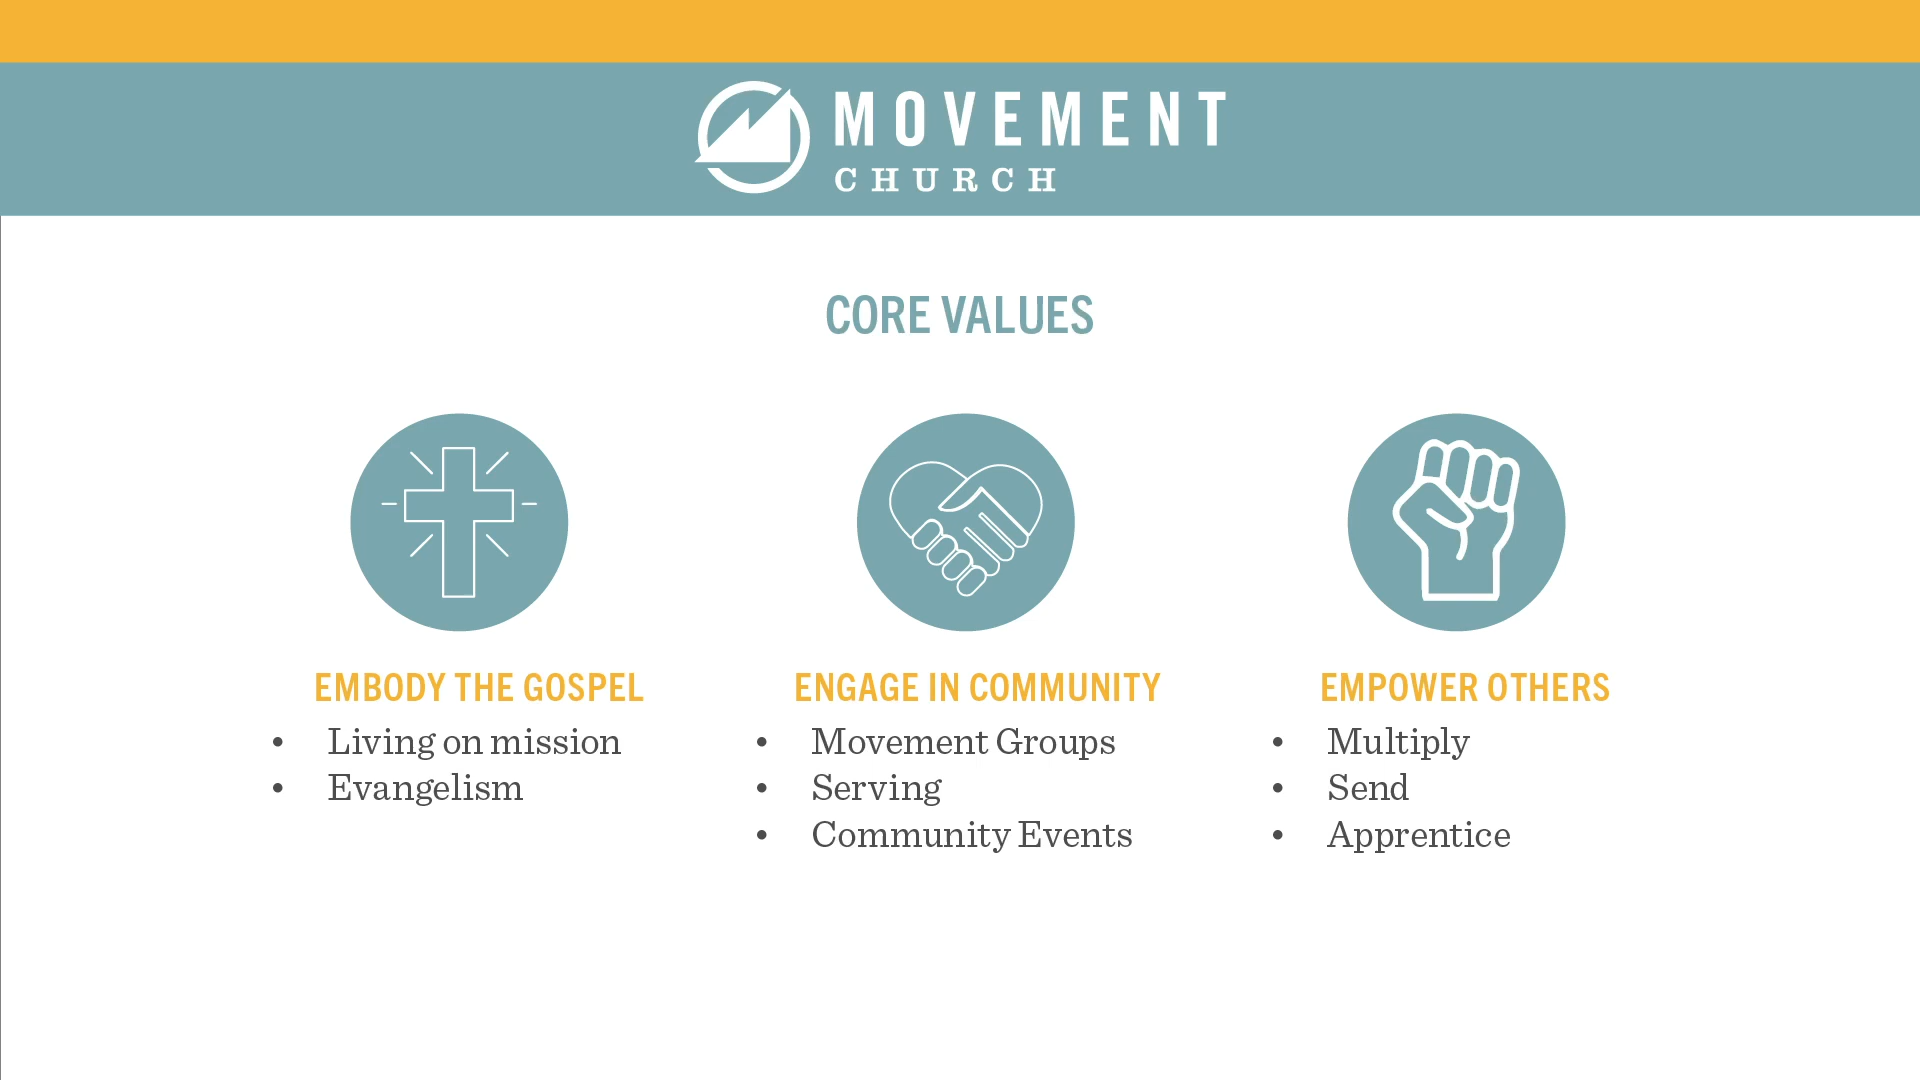 MOVEMENT
CHURCH
CORE VALUES
EMBODY THE GOSPEL
• Living on mission
• Evangelism
ENGAGE IN COMMUNITY
• Movement Groups
• Serving
• Community Events
EMPOWER OTHERS
• Multiply
• Send
• Apprentice